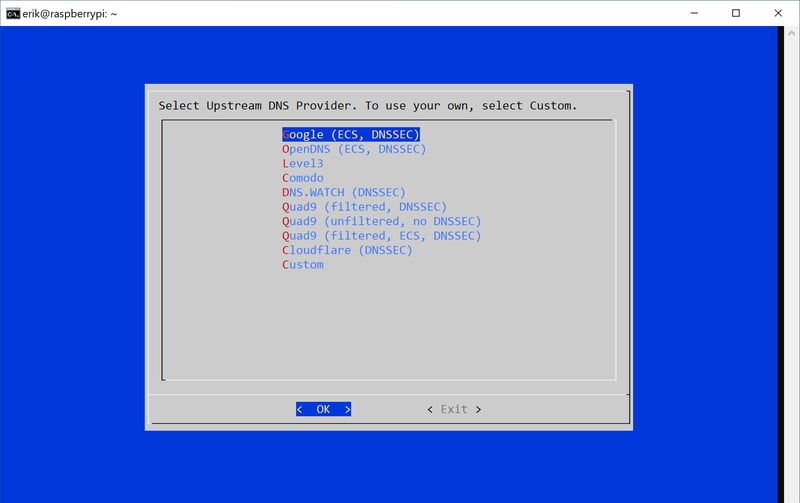 erik@raspberrypi: ~
Select Upstream DNS Provider. To use your own, select Custom.
Google (ECS, DNSSEC)
OpenDNS (ECS, DNSSEC)
Level3
Comodo
DNS.WATCH (DNSSEC)
Quad9 (filtered, DNSSEC)
Quad9 (unfiltered, no DNSSEC)
Quad9 (filtered, ECS, DNSSEC)
Cloudflare (DNSSEC)
Custom
< OK > < Exit >